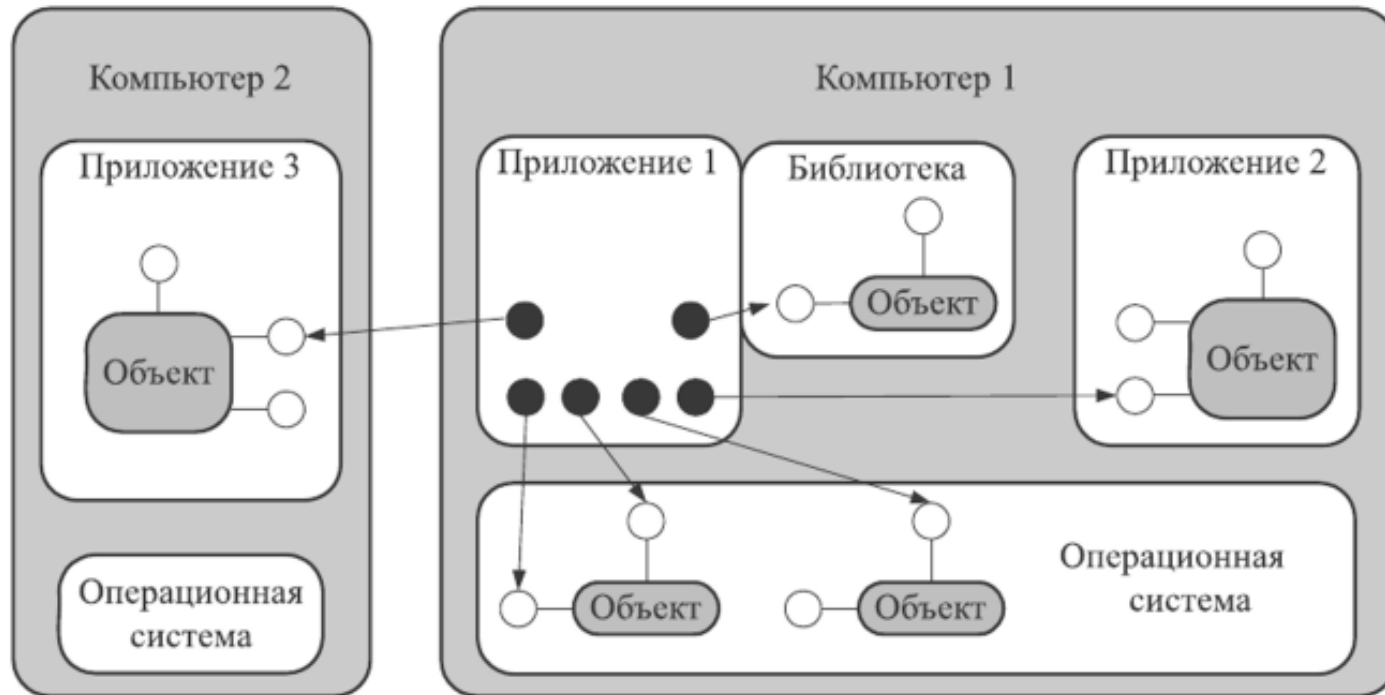 Компьютер 2
Приложение 3
Объект
Операционная
система
Компьютер 1
Приложение 1
Библиотека
Объект
Приложение 2
Объект
Объект
Объект
Операционная
система